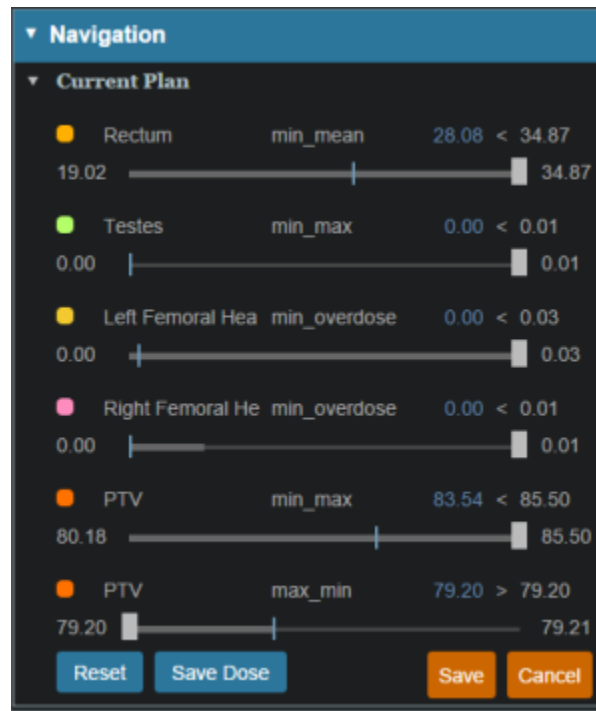 Navigation
Current Plan
Rectum min_mean 28.08 < 34.87
19.02 34.87
Testes min_max 0.00 < 0.01
0.00 0.01
Left Femoral Hea min_overdose 0.00 < 0.03
0.00 0.03
Right Femoral He min_overdose 0.00 < 0.01
0.00 0.01
PTV min_max 83.54 < 85.50
80.18 85.50
PTV max_min 79.20 > 79.20
79.20 79.21
Reset Save Dose Save Cancel